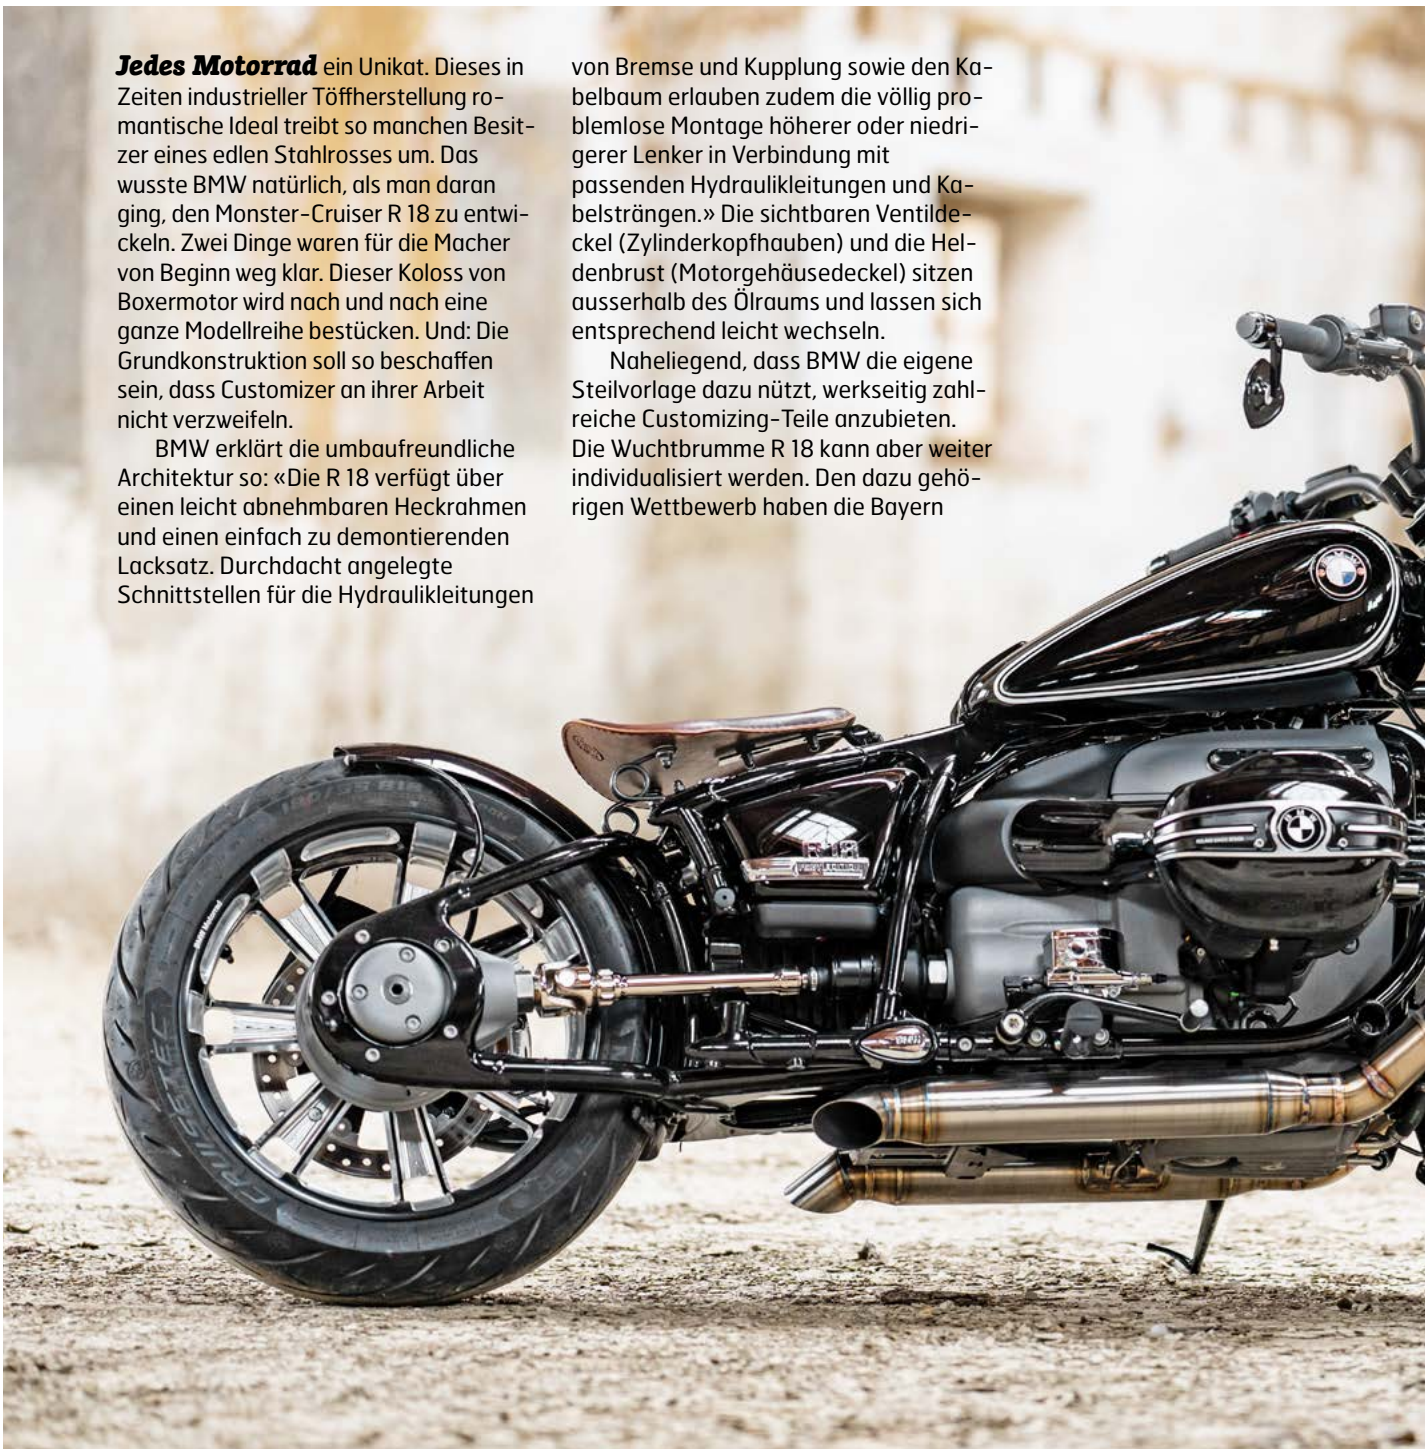 Jedes Motorrad ein Unikat. Dieses in
Zeiten industrieller Töffherstellung ro-
mantische Ideal treibt so manchen Besit-
zer eines edlen Stahlrosses um. Das
wusste BMW natürlich, als man daran
ging, den Monster-Cruiser R 18 zu entwi-
ckeln. Zwei Dinge waren für die Macher
von Beginn weg klar. Dieser Koloss von
Boxermotor wird nach und nach eine
ganze Modellreihe bestücken. Und: Die
Grundkonstruktion soll so beschaffen
sein, dass Customizer an ihrer Arbeit
nicht verzweifeln.
BMW erklärt die umbaufreundliche
Architektur so: «Die R 18 verfügt über
einen leicht abnehmbaren Heckrahmen
und einen einfach zu demontierenden
Lacksatz. Durchdacht angelegte
Schnittstellen für die Hydraulikleitungen
von Bremse und Kupplung sowie den Ka-
belbaum erlauben zudem die völlig pro-
blemlose Montage höherer oder niedri-
gerer Lenker in Verbindung mit
passenden Hydraulikleitungen und Ka-
belsträngen.» Die sichtbaren Ventilde-
ckel (Zylinderkopfhauben) und die Hel-
denbrust (Motorgehäusedeckel) sitzen
ausserhalb des Ölraums und lassen sich
entsprechend leicht wechseln.
Naheliegend, dass BMW die eigene
Steilvorlage dazu nützt, werkseitig zahl-
reiche Customizing-Teile anzubieten.
Die Wuchtbrumme R 18 kann aber weiter
individualisiert werden. Den dazu gehö-
rigen Wettbewerb haben die Bayern
R18
BMW Motorrad
CRUISETEC